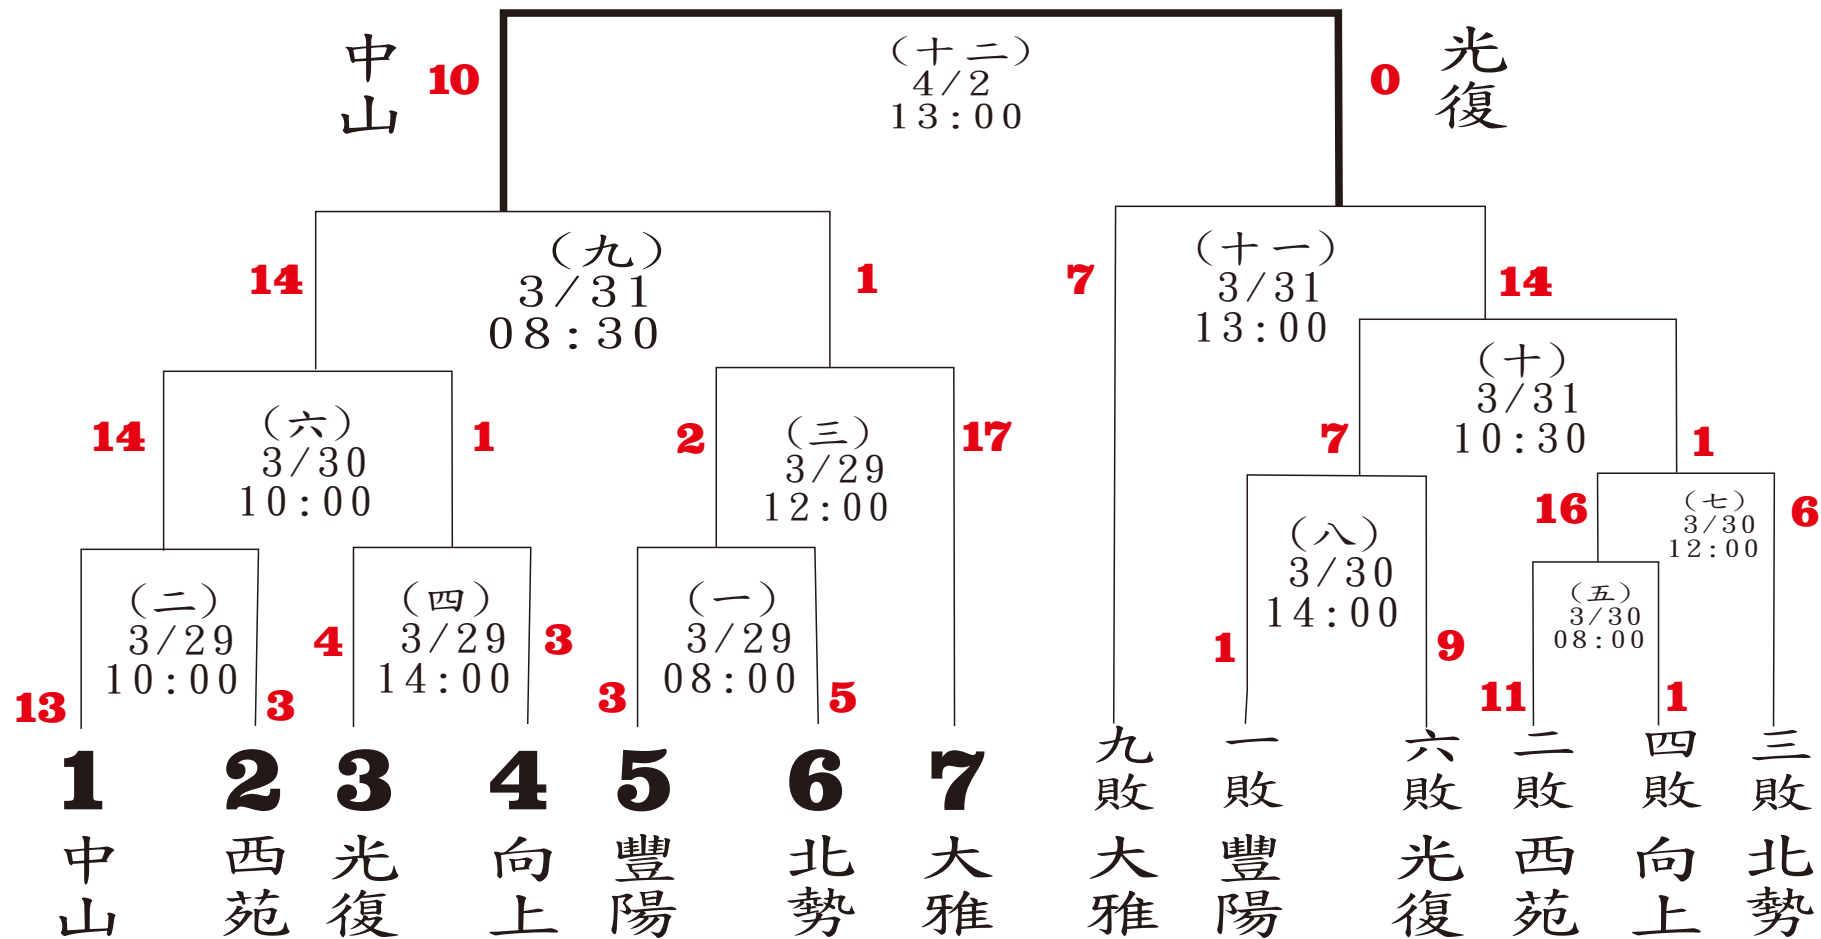 中山
10
（十二）
4/2
13:00
0
光復
14
（九）
3/31
08:30
1
7
（十一）
3/31
13:00
14
14
（六）
3/30
10:00
1
2
（三）
3/29
12:00
17
7
（十）
3/31
10:30
1
13
（二）
3/29
10:00
3
4
（四）
3/29
14:00
3
3
（一）
3/29
08:00
5
1
（八）
3/30
14:00
9
16
（七）
3/30
12:00
6
11
（五）
3/30
08:00
1
1
2
3
4
5
6
7
九敗
一敗
六敗
二敗
四敗
三敗
中山
西苑
光復
向上
豐陽
北勢
大雅
大雅
豐陽
光復
西苑
向上
北勢